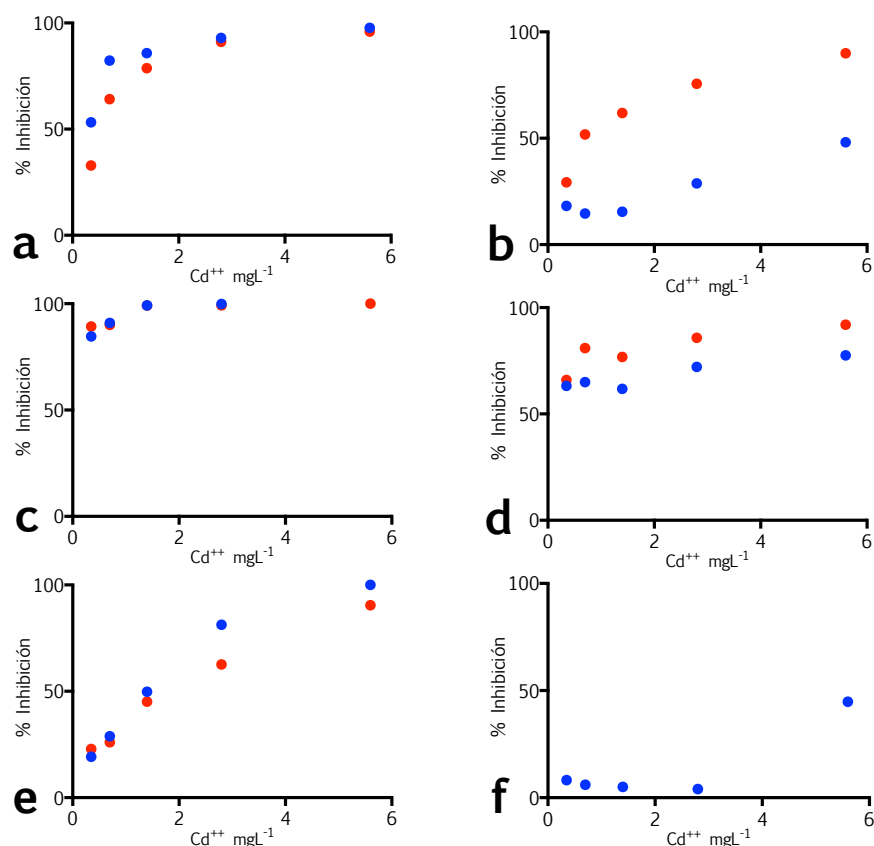 100
50
0
% Inhibición
a
0 2 4 6
Cd⁺⁺ mgL⁻¹
100
50
0
% Inhibición
b
0 2 4 6
Cd⁺⁺ mgL⁻¹
100
50
0
% Inhibición
c
0 2 4 6
Cd⁺⁺ mgL⁻¹
100
50
0
% Inhibición
d
0 2 4 6
Cd⁺⁺ mgL⁻¹
100
50
0
% Inhibición
e
0 2 4 6
Cd⁺⁺ mgL⁻¹
100
50
0
% Inhibición
f
0 2 4 6
Cd⁺⁺ mgL⁻¹